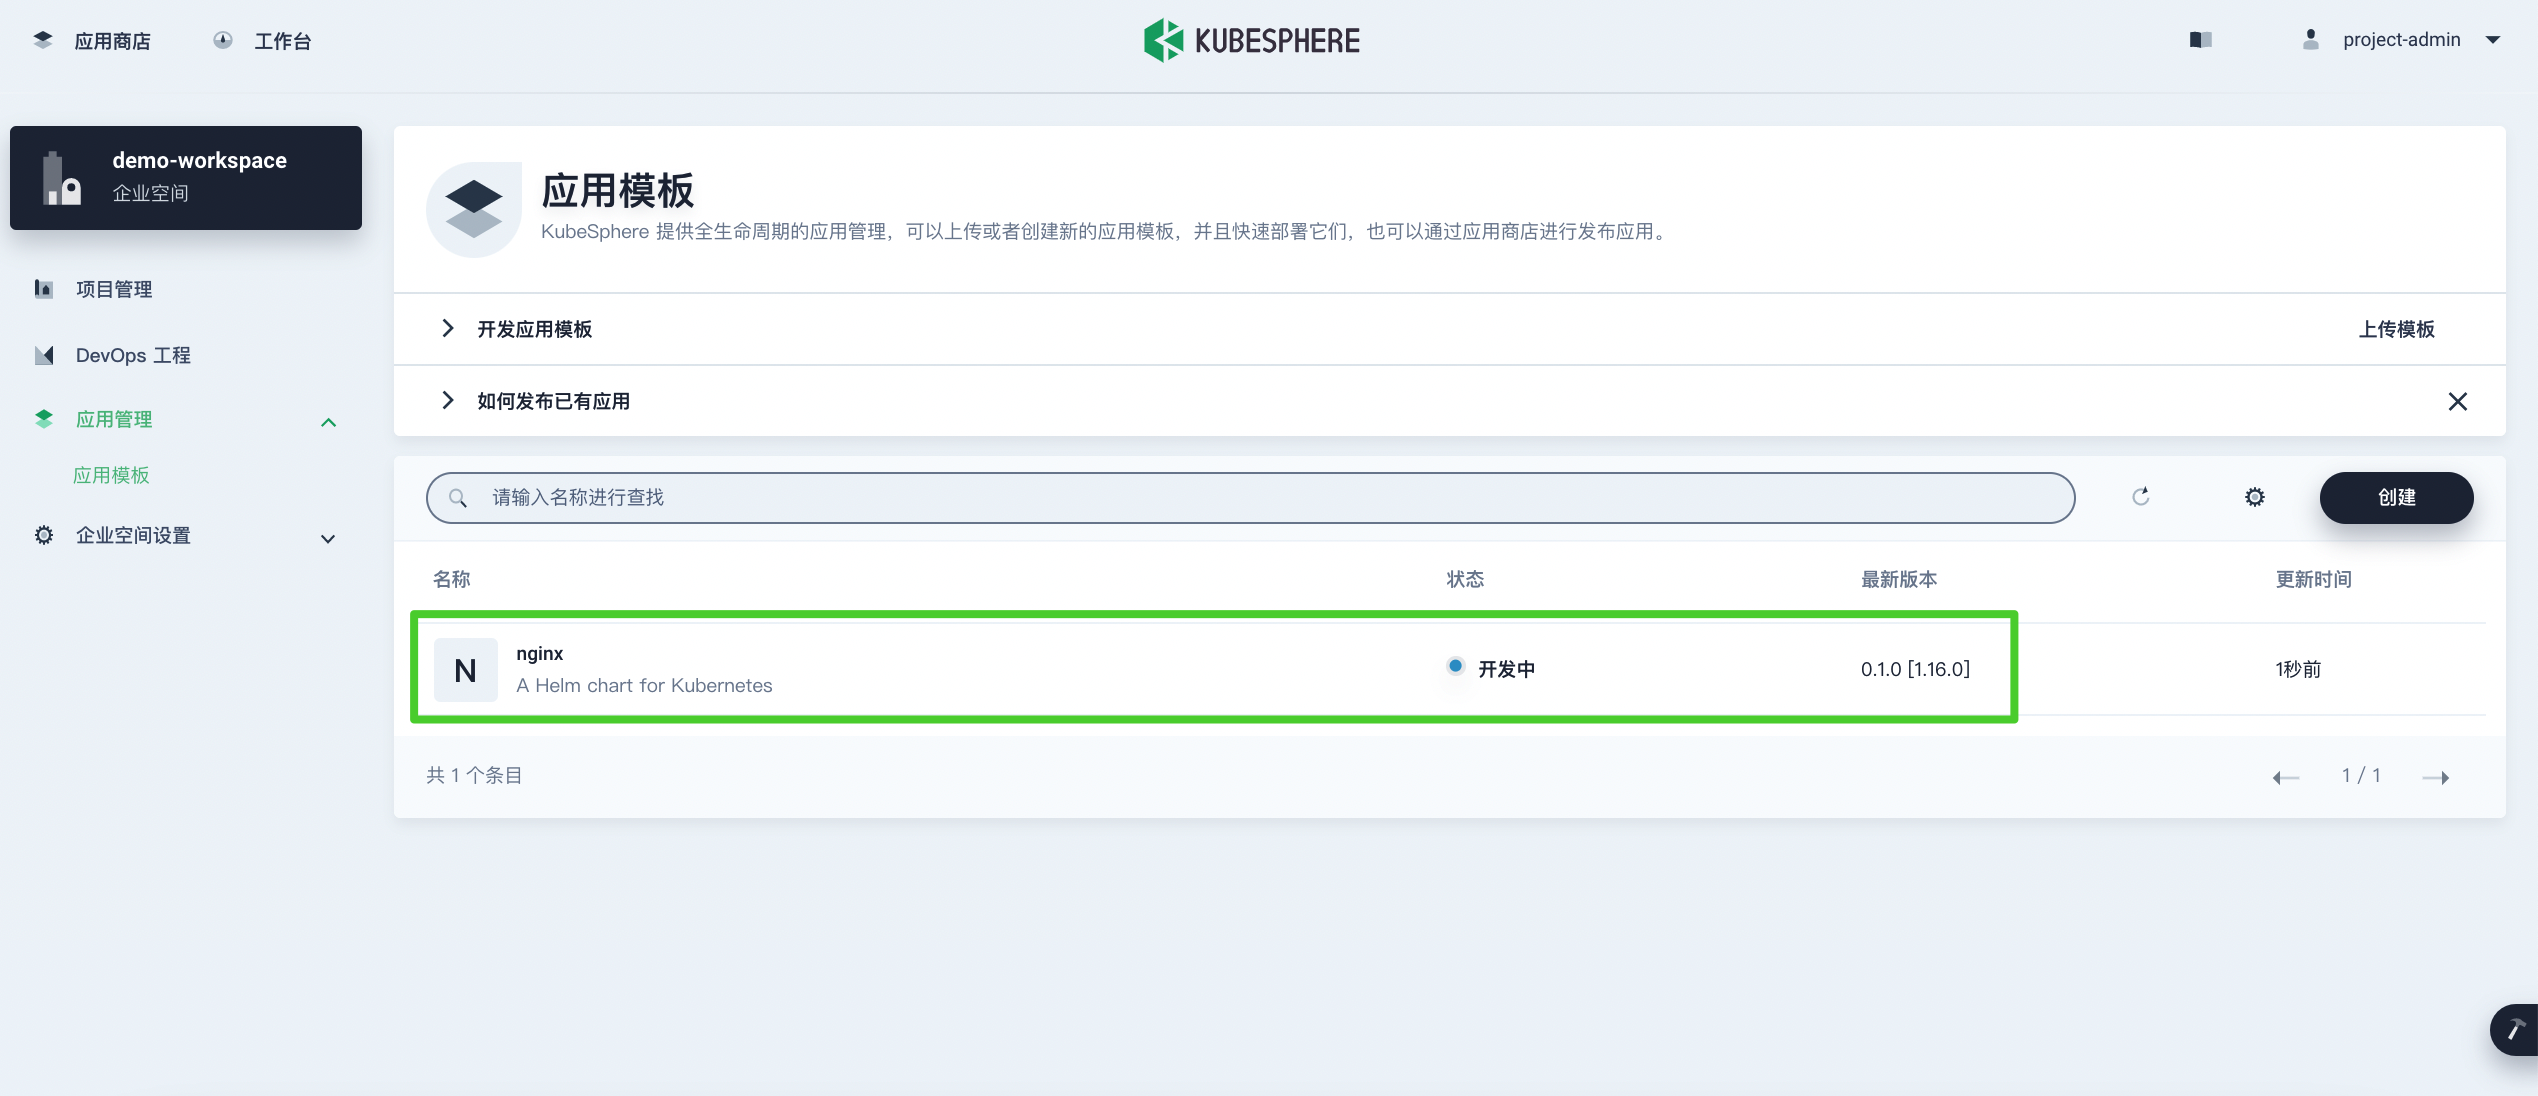 应用商店
工作台
KUBESPHERE
project-admin
demo-workspace
企业空间
项目管理
DevOps 工程
应用管理
应用模板
企业空间设置
应用模板
KubeSphere 提供全生命周期的应用管理，可以上传或者创建新的应用模板，并且快速部署它们，也可以通过应用商店进行发布应用。
开发应用模板
上传模板
如何发布已有应用
请输入名称进行查找
创建
名称
状态
最新版本
更新时间
N
nginx
A Helm chart for Kubernetes
开发中
0.1.0 [1.16.0]
1秒前
共 1 个条目
1 / 1